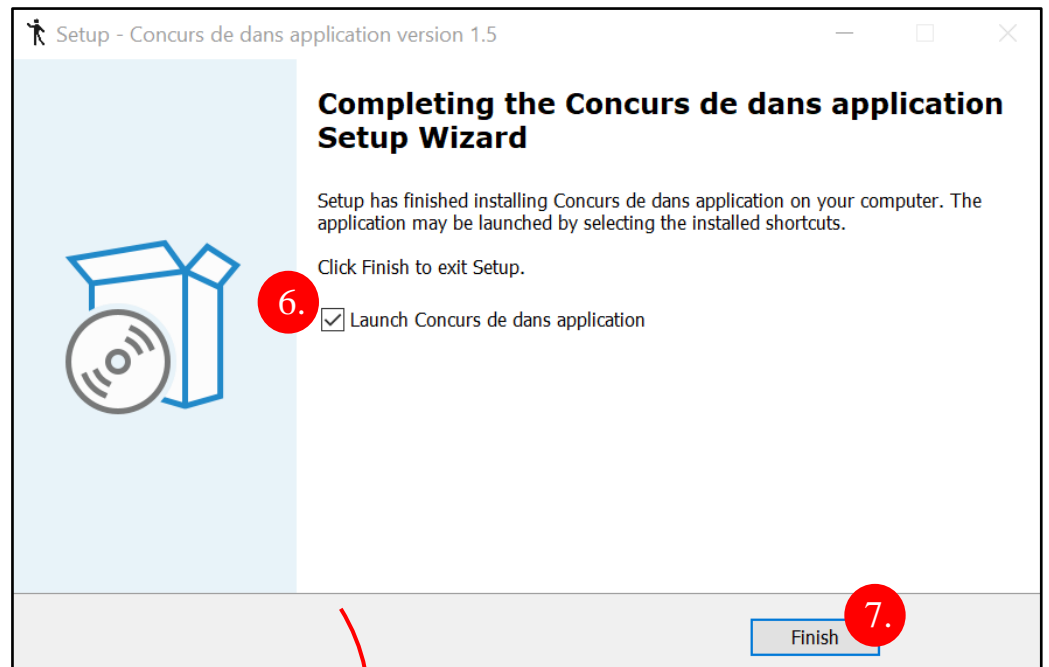 Setup - Concurs de dans application version 1.5
Completing the Concurs de dans application
Setup Wizard
Setup has finished installing Concurs de dans application on your computer. The
application may be launched by selecting the installed shortcuts.
Click Finish to exit Setup.
6.
Launch Concurs de dans application
7.
Finish